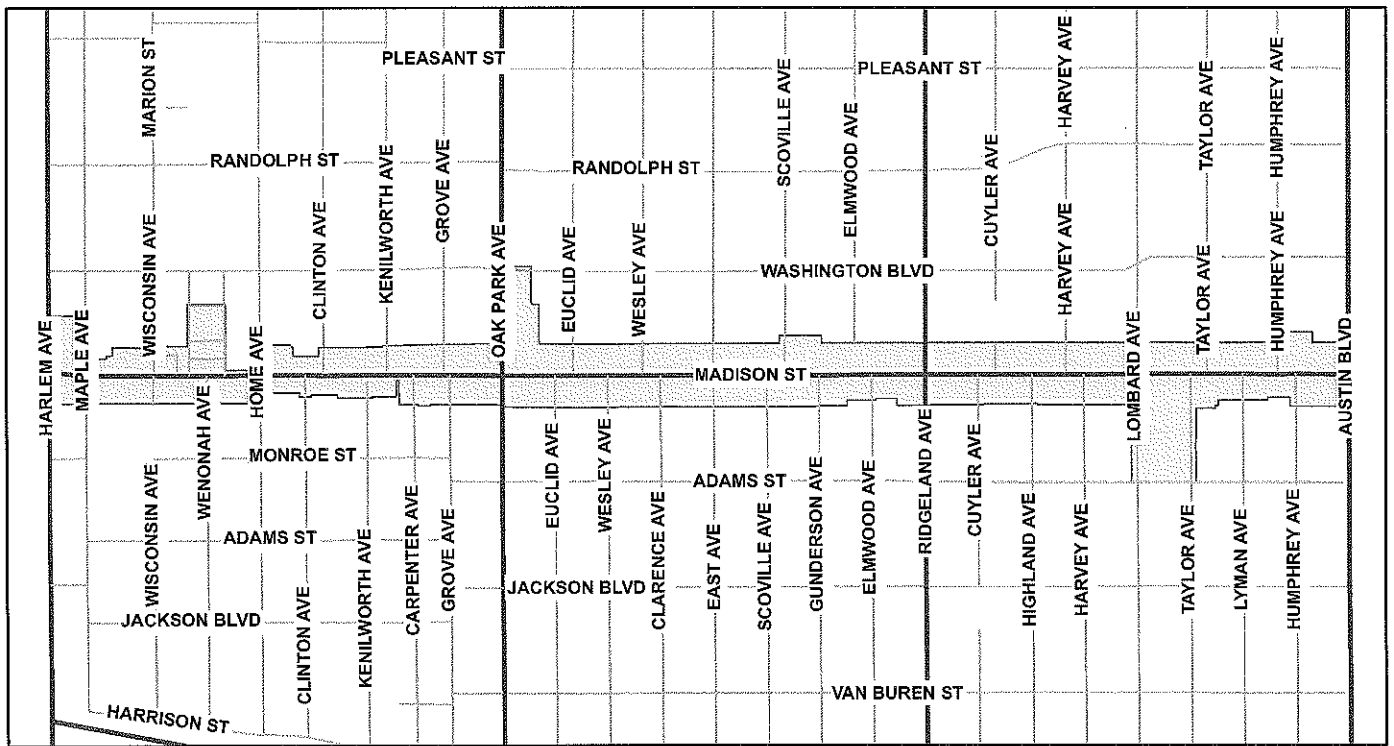 MARION ST
PLEASANT ST
SCOVILLE AVE
PLEASANT ST
HARVEY AVE
TAYLOR AVE
HUMPHREY AVE
RANDOLPH ST
KENILWORTH AVE
GROVE AVE
RANDOLPH ST
ELMWOOD AVE
CUYLER AVE
WISCONSIN AVE
CLINTON AVE
EUCLID AVE
WESLEY AVE
WASHINGTON BLVD
HARVEY AVE
TAYLOR AVE
HUMPHREY AVE
HARLEM AVE
MAPLE AVE
HOME AVE
OAK PARK AVE
MADISON ST
LOMBARD AVE
AUSTIN BLVD
WENONAH AVE
MONROE ST
EUCLID AVE
WESLEY AVE
ADAMS ST
RIDGELAND AVE
CUYLER AVE
WISCONSIN AVE
ADAMS ST
CLINTON AVE
KENILWORTH AVE
CARPENTER AVE
GROVE AVE
JACKSON BLVD
CLARENCE AVE
EAST AVE
SCOVILLE AVE
GUNDERSON AVE
ELMWOOD AVE
HIGHLAND AVE
HARVEY AVE
TAYLOR AVE
LYMAN AVE
HUMPHREY AVE
JACKSON BLVD
VAN BUREN ST
HARRISON ST